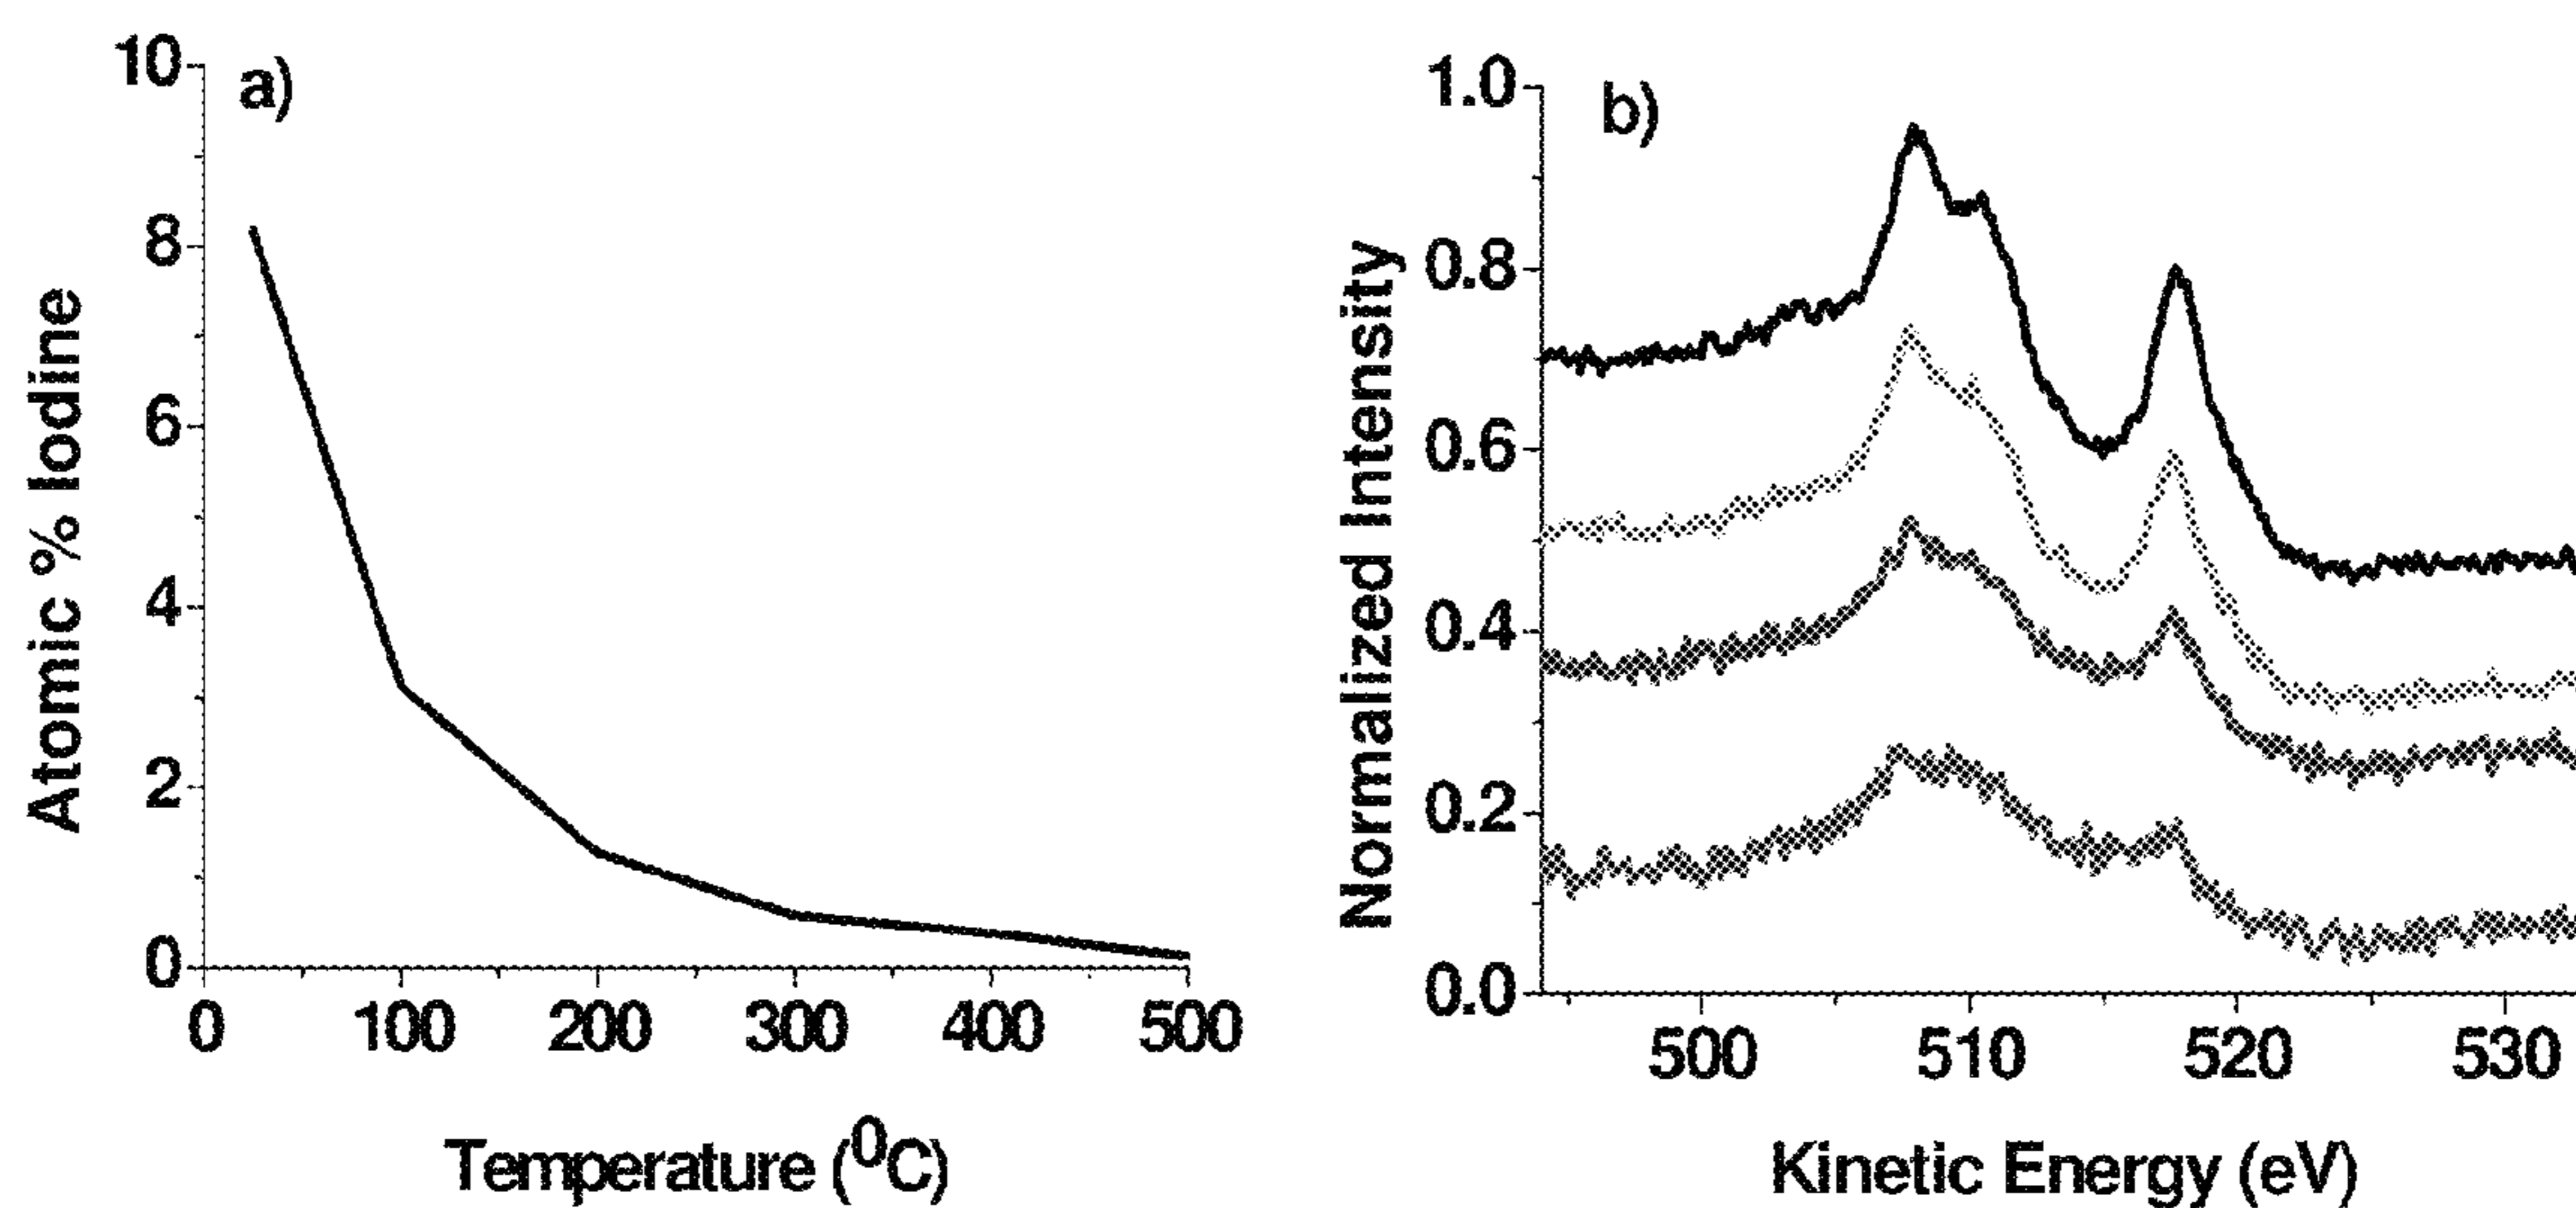 a)
10
8
6
4
2
0
Atomic % Iodine
0 100 200 300 400 500
Temperature (⁰C)
b)
1.0
0.8
0.6
0.4
0.2
0.0
Normalized Intensity
500 510 520 530
Kinetic Energy (eV)